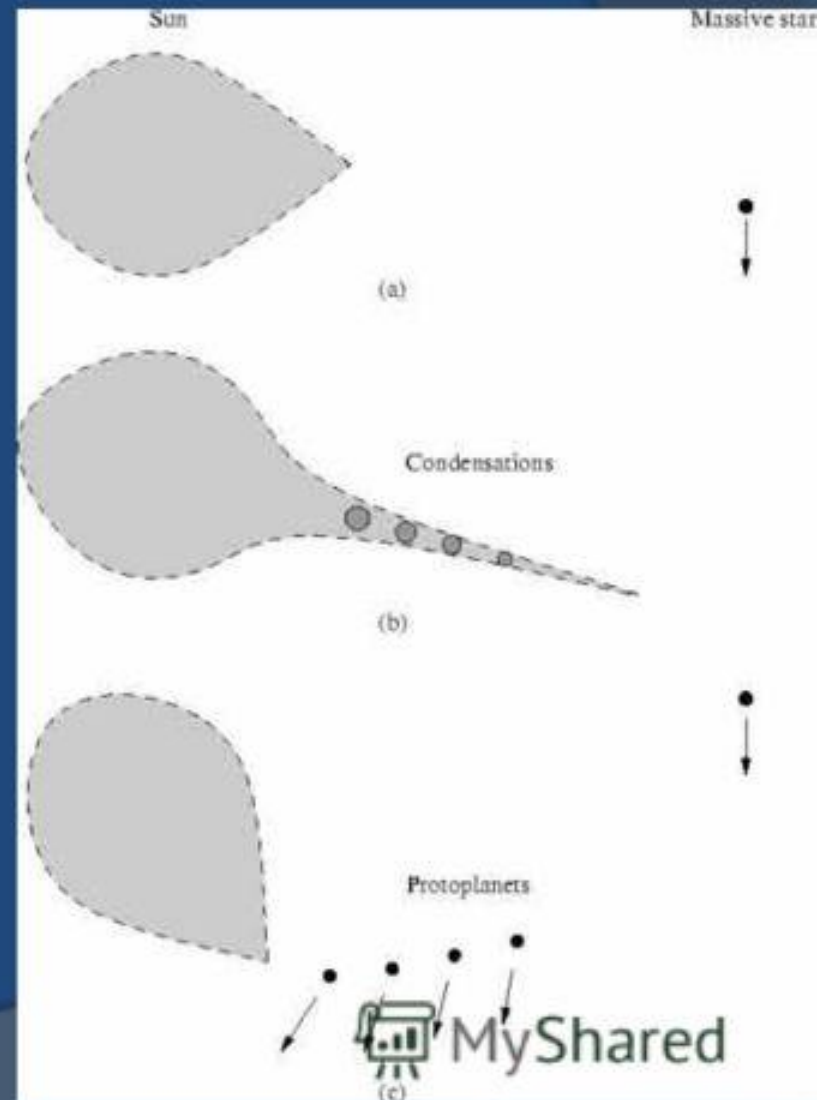 Sun
Massive star
(a)
Condensations
(b)
Protoplanets
MyShared
(c)